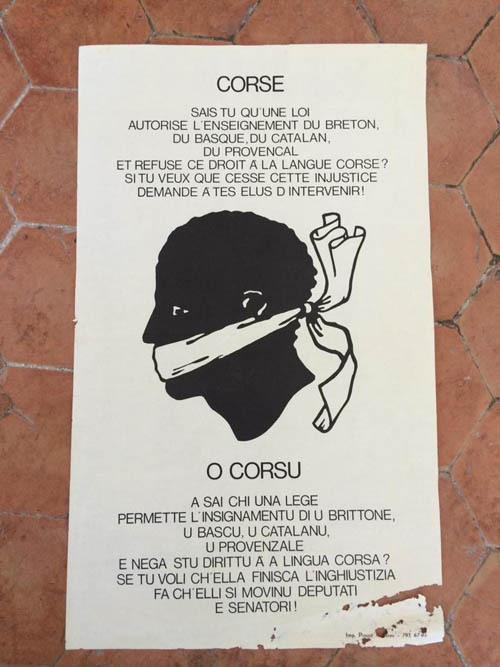 CORSE
SAIS TU QU'UNE LOI
AUTORISE L'ENSEIGNEMENT DU BRETON,
DU BASQUE, DU CATALAN,
DU PROVENCAL
ET REFUSE CE DROIT A LA LANGUE CORSE?
SI TU VEUX QUE CESSE CETTE INJUSTICE
DEMANDE A TES ELUS D INTERVENIR!
O CORSU
A SAI CHI UNA LEGE
PERMETTE L'INSIGNAMENTU DI U BRITTONE,
U BASCU, U CATALANU,
U PROVENZALE
E NEGA STU DIRITTU A A LINGUA CORSA?
SE TU VOLI CH'ELLA FINISCA L'INGHIUSTIZIA
FA CH'ELLI SI MOVINU DEPUTATI
E SENATORI!
Imp.